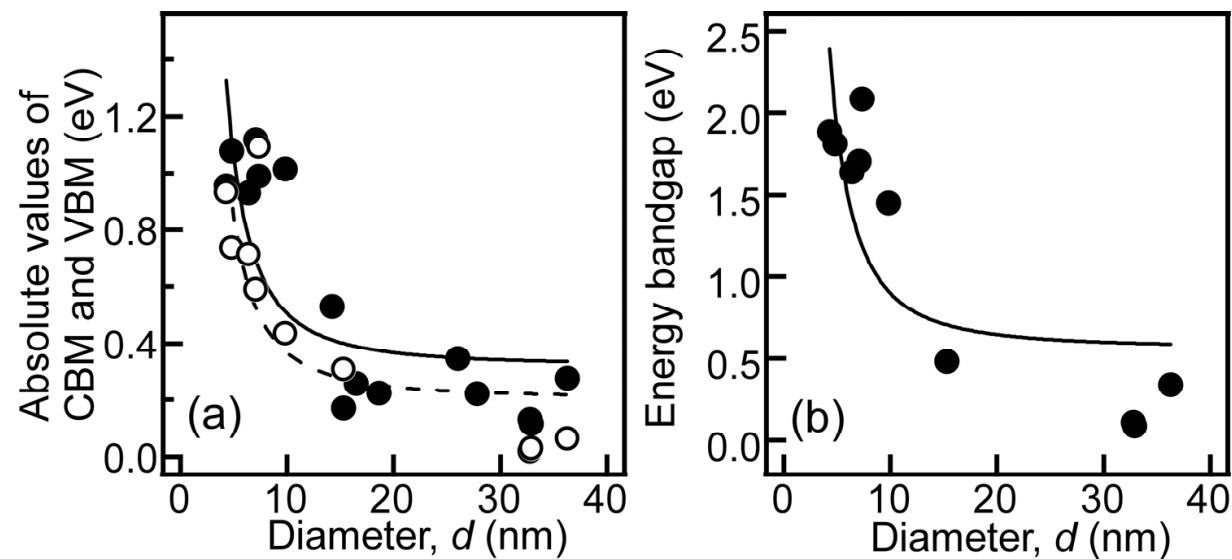 Absolute values of
CBM and VBM (eV)
1.2
0.8
0.4
0.0
(a)
0 10 20 30 40
Diameter, d (nm)
Energy bandgap (eV)
2.5
2.0
1.5
1.0
0.5
0.0
(b)
0 10 20 30 40
Diameter, d (nm)